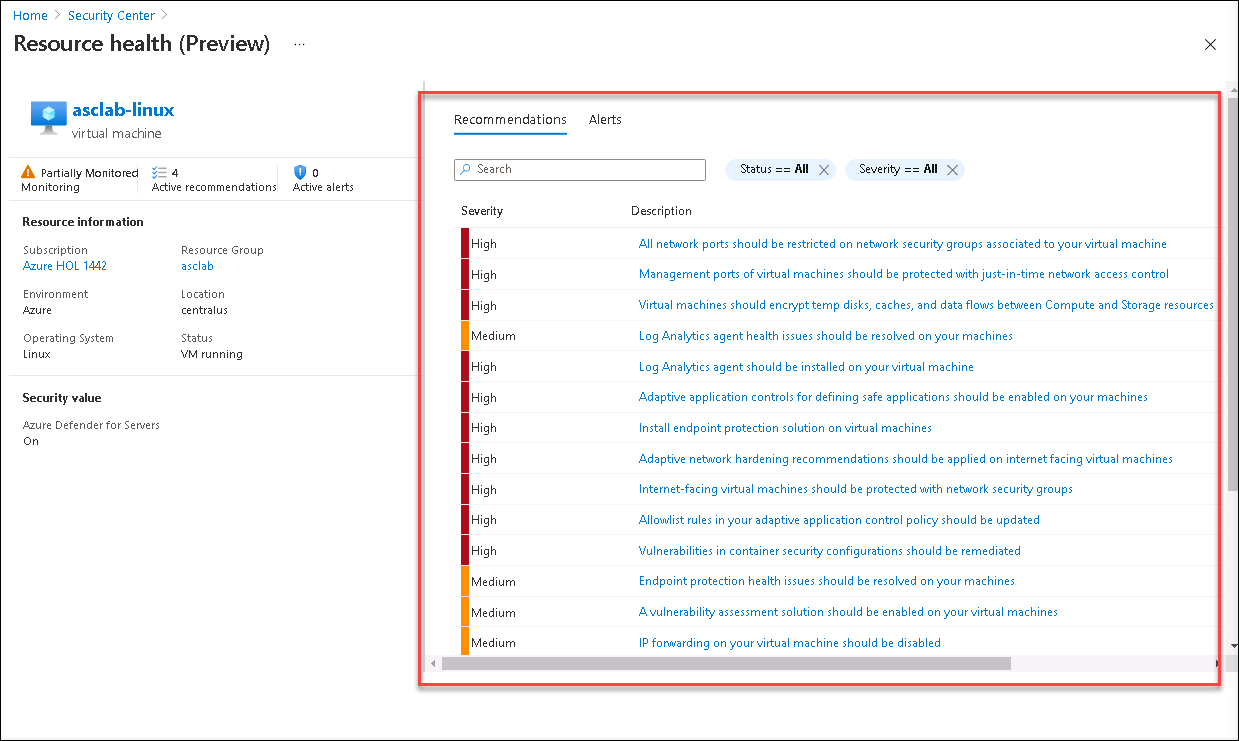 Home > Security Center >
Resource health (Preview) ...
asclab-linux
virtual machine
Partially Monitored
Monitoring
4
Active recommendations
0
Active alerts
Resource information
Subscription
Azure HOL 1442
Resource Group
asclab
Environment
Azure
Location
centralus
Operating System
Linux
Status
VM running
Security value
Azure Defender for Servers
On
Recommendations Alerts
Search Status == All Severity == All
Severity Description
High All network ports should be restricted on network security groups associated to your virtual machine
High Management ports of virtual machines should be protected with just-in-time network access control
High Virtual machines should encrypt temp disks, caches, and data flows between Compute and Storage resources
Medium Log Analytics agent health issues should be resolved on your machines
High Log Analytics agent should be installed on your virtual machine
High Adaptive application controls for defining safe applications should be enabled on your machines
High Install endpoint protection solution on virtual machines
High Adaptive network hardening recommendations should be applied on internet facing virtual machines
High Internet-facing virtual machines should be protected with network security groups
High Allowlist rules in your adaptive application control policy should be updated
High Vulnerabilities in container security configurations should be remediated
Medium Endpoint protection health issues should be resolved on your machines
Medium A vulnerability assessment solution should be enabled on your virtual machines
Medium IP forwarding on your virtual machine should be disabled